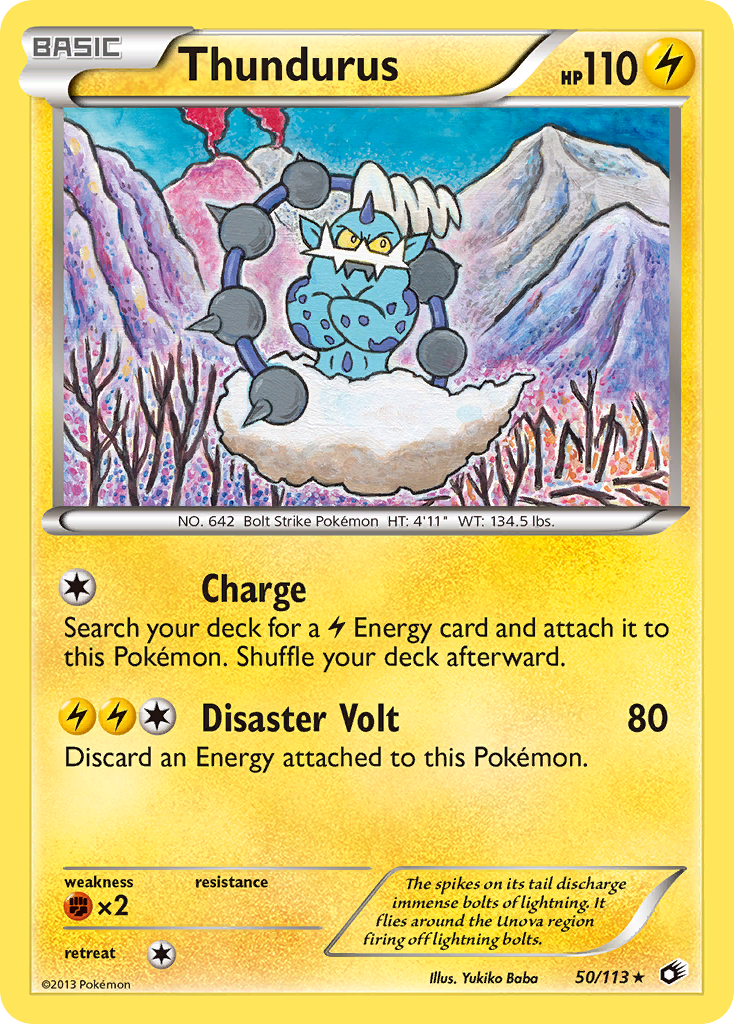 BASIC
Thundurus
HP110
NO. 642 Bolt Strike Pokémon HT: 4'11" WT: 134.5 lbs.
Charge
Search your deck for a Energy card and attach it to
this Pokémon. Shuffle your deck afterward.
Disaster Volt 80
Discard an Energy attached to this Pokémon.
weakness resistance
×2
retreat
The spikes on its tail discharge
immense bolts of lightning. It
flies around the Unova region
firing off lightning bolts.
©2013 Pokémon
Illus. Yukiko Baba
50/113 ★